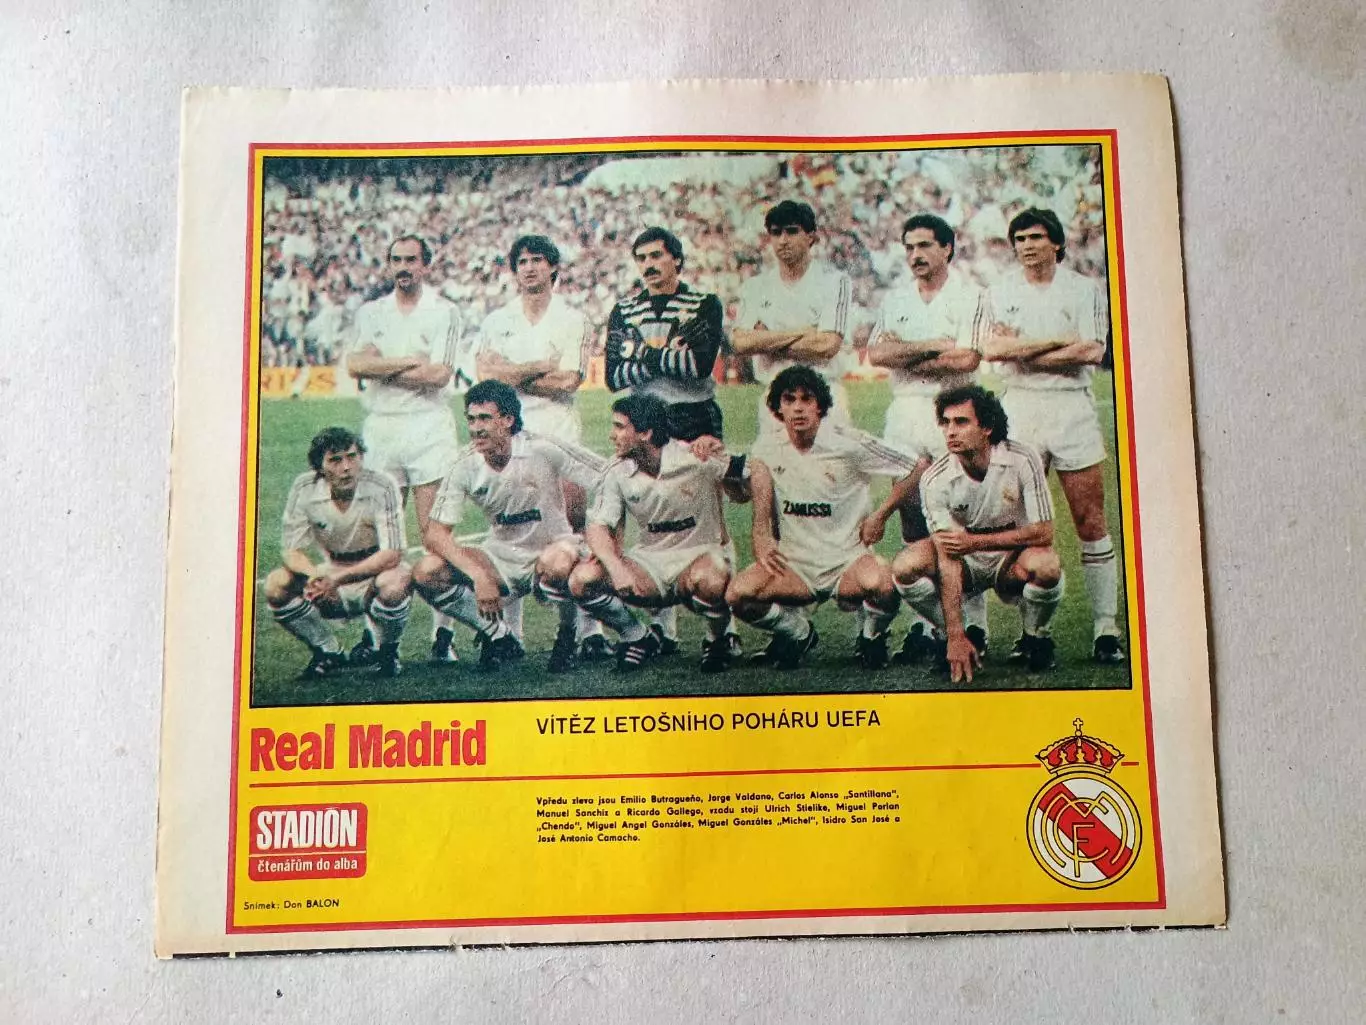 ZANUSSI
ZANUSSI
ZANUSSI
Real Madrid
VÍTĚZ LETOŠNÍHO POHÁRU UEFA
Vpředu zleva jsou Emilio Butragueño, Jorge Valdano, Carlos Alonso „Santillana",
Manuel Sanchiz a Ricardo Gallego, vzadu stojí Ulrich Stielike, Miguel Porlan
„Chendo", Miguel Angel Gonzáles, Miguel Gonzáles „Michel", Isidro San José a
José Antonio Camacho.
STADIÓN
čtenářům do alba
Snímek: Don BALON